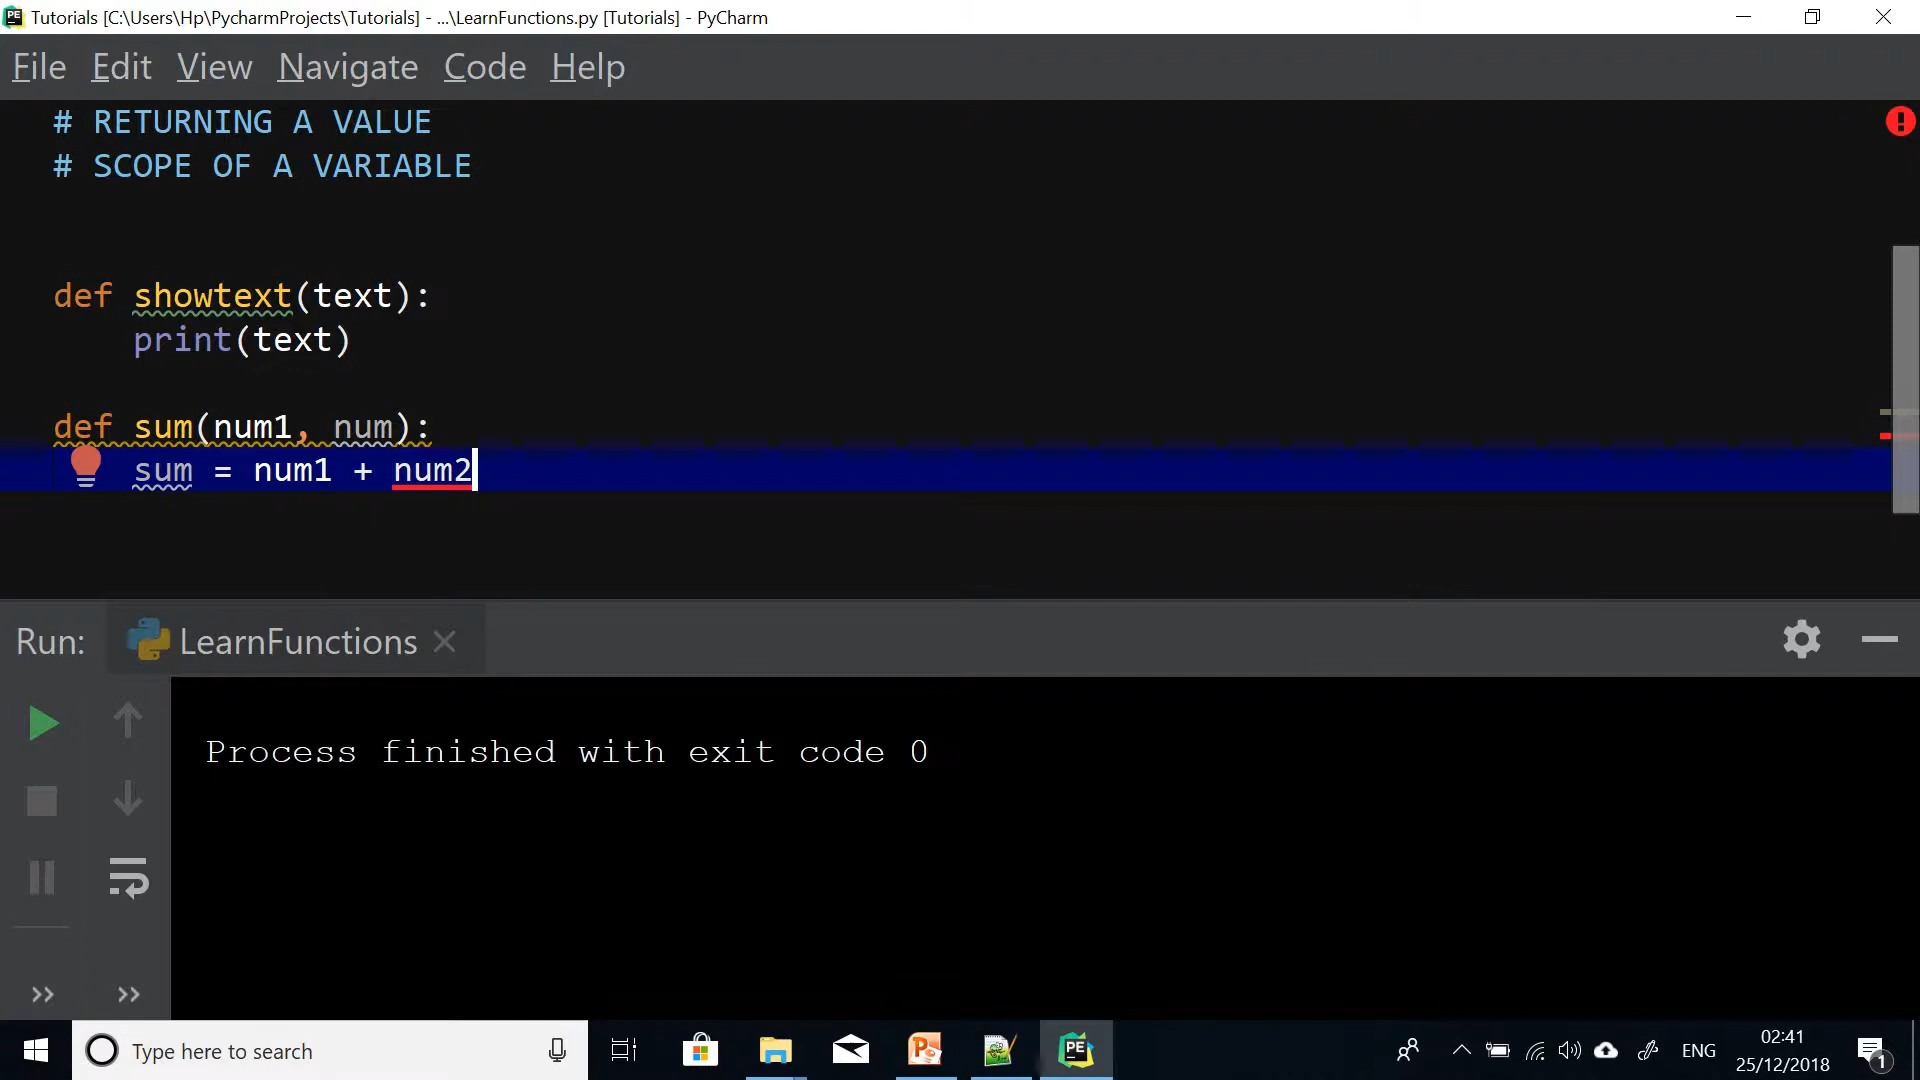 Tutorials [C:\Users\Hp\PycharmProjects\Tutorials] - ...\LearnFunctions.py [Tutorials] - PyCharm
File Edit View Navigate Code Help
# RETURNING A VALUE
# SCOPE OF A VARIABLE
def showtext(text):
    print(text)
def sum(num1, num):
    sum = num1 + num2
Run: LearnFunctions
Process finished with exit code 0
Type here to search
ENG
02:41
25/12/2018
1